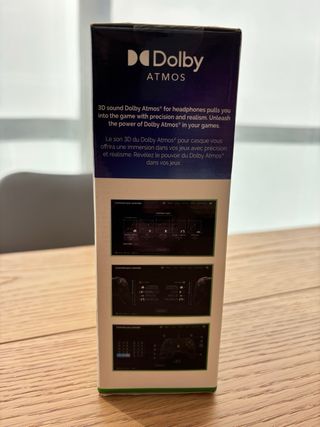 Dolby
ATMOS
3D sound Dolby Atmos® for headphones pulls you
into the game with precision and realism. Unleash
the power of Dolby Atmos® in your games.
Le son 3D du Dolby Atmos® pour casque vous
offrira une immersion dans vos jeux avec précision
et réalisme. Révélez le pouvoir du Dolby Atmos®
dans vos jeux.